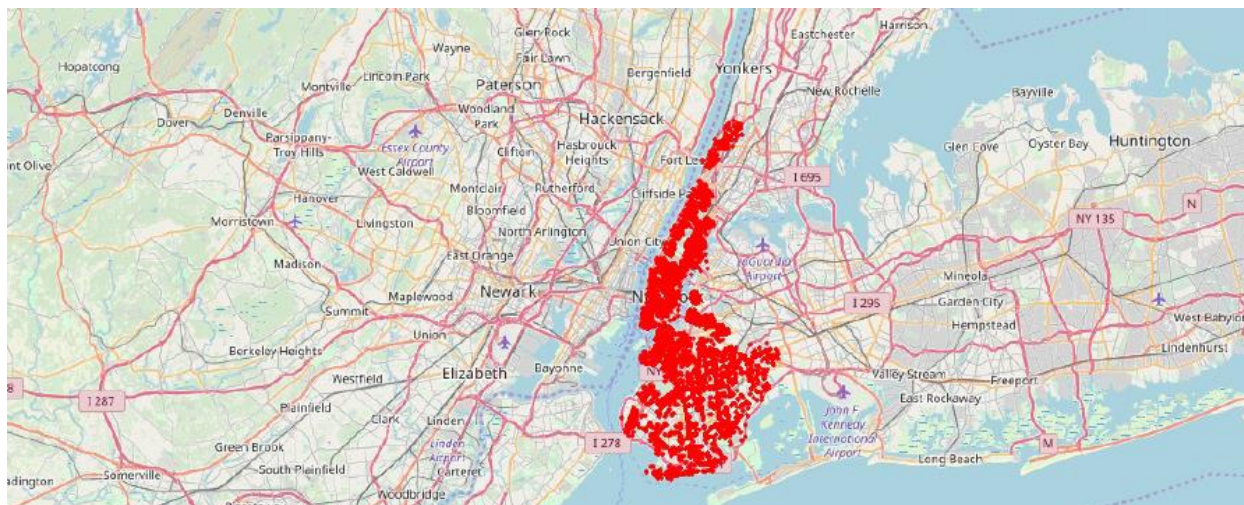 Glen Rock
Harrison
Eastchester
Wayne
Fair Lawn
Hopatcong
Lincoln Park
Bergenfield
Yonkers
Montville
Paterson
New Rochelle
Bayville
Denville
Woodland
Park
Hackensack
Dover
Oyster Bay
Huntington
Parsippany-
Troy Hills
Essex County
Airport
Clifton
Hasbrouck
Heights
Glen Cove
West Caldwell
Fort Le
I 695
Hanover
Montclair
Rutherford
Cliffside
N
Morristown
Livingston
Bloomfield
NY 135
North Arlington
Union City
Madison
East Orange
Airport
Mineola
Maplewood
Newark
I 295
Garden City
Summit
West Babylon
Union
Hempstead
Berkeley Heights
Lindenhurst
Elizabeth
Bayonne
Valley Stream
Freeport
Westfield
I 287
Plainfield
Clark
Linden
East Rockaway
John F
Kennedy
International
Airport
Green Brook
Linden
Airport
I 278
M
Long Beach
Somerville
South Plainfield
Carteret
Woodbridge